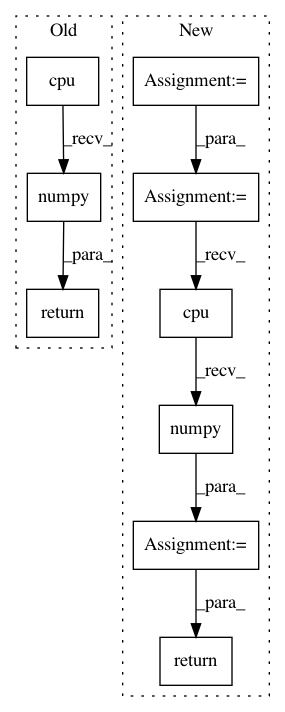 Old
cpu
_recv_
numpy
_para_
return
New
Assignment:=
_para_
Assignment:=
_recv_
cpu
_recv_
numpy
_para_
Assignment:=
_para_
return